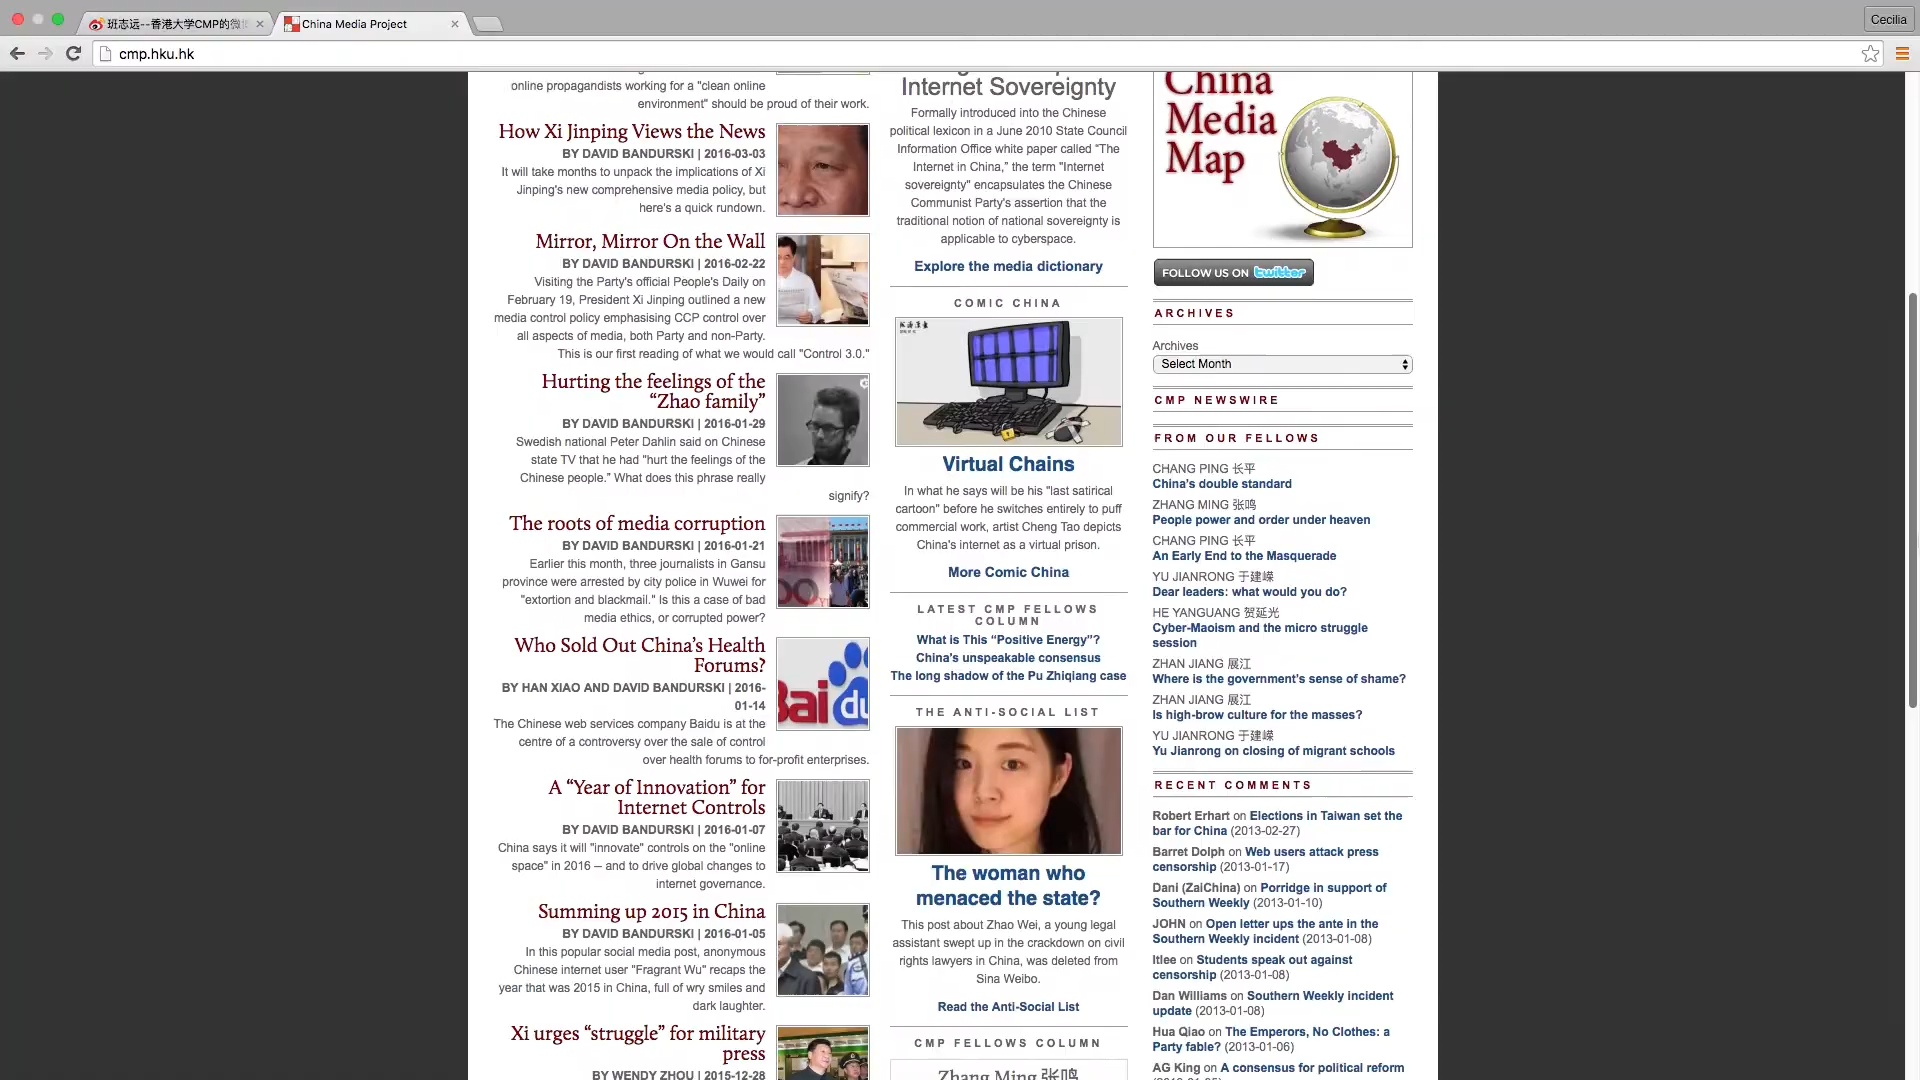 班志远--香港大学CMP的微博
China Media Project
Cecilia
cmp.hku.hk
online propagandists working for a "clean online
environment" should be proud of their work.
How Xi Jinping Views the News
BY DAVID BANDURSKI | 2016-03-03
It will take months to unpack the implications of Xi
Jinping's new comprehensive media policy, but
here's a quick rundown.
Mirror, Mirror On the Wall
BY DAVID BANDURSKI | 2016-02-22
Visiting the Party's official People's Daily on
February 19, President Xi Jinping outlined a new
media control policy emphasising CCP control over
all aspects of media, both Party and non-Party.
This is our first reading of what we would call "Control 3.0."
Hurting the feelings of the
“Zhao family”
BY DAVID BANDURSKI | 2016-01-29
Swedish national Peter Dahlin said on Chinese
state TV that he had "hurt the feelings of the
Chinese people." What does this phrase really
signify?
The roots of media corruption
BY DAVID BANDURSKI | 2016-01-21
Earlier this month, three journalists in Gansu
province were arrested by city police in Wuwei for
"extortion and blackmail." Is this a case of bad
media ethics, or corrupted power?
Who Sold Out China’s Health
Forums?
BY HAN XIAO AND DAVID BANDURSKI | 2016-
01-14
The Chinese web services company Baidu is at the
centre of a controversy over the sale of control
over health forums to for-profit enterprises.
Bai du
A “Year of Innovation” for
Internet Controls
BY DAVID BANDURSKI | 2016-01-07
China says it will "innovate" controls on the "online
space" in 2016 – and to drive global changes to
internet governance.
Summing up 2015 in China
BY DAVID BANDURSKI | 2016-01-05
In this popular social media post, anonymous
Chinese internet user "Fragrant Wu" recaps the
year that was 2015 in China, full of wry smiles and
dark laughter.
Xi urges “struggle” for military
press
BY WENDY ZHOU | 2015-12-28
Internet Sovereignty
Formally introduced into the Chinese
political lexicon in a June 2010 State Council
Information Office white paper called “The
Internet in China,” the term "Internet
sovereignty" encapsulates the Chinese
Communist Party's assertion that the
traditional notion of national sovereignty is
applicable to cyberspace.
Explore the media dictionary
COMIC CHINA
Virtual Chains
In what he says will be his "last satirical
cartoon" before he switches entirely to puff
commercial work, artist Cheng Tao depicts
China's internet as a virtual prison.
More Comic China
LATEST CMP FELLOWS
COLUMN
What is This “Positive Energy”?
China’s unspeakable consensus
The long shadow of the Pu Zhiqiang case
THE ANTI-SOCIAL LIST
The woman who
menaced the state?
This post about Zhao Wei, a young legal
assistant swept up in the crackdown on civil
rights lawyers in China, was deleted from
Sina Weibo.
Read the Anti-Social List
CMP FELLOWS COLUMN
Zhang Ming 张鸣
China
Media
Map
FOLLOW US ON twitter
ARCHIVES
Archives
Select Month
CMP NEWSWIRE
FROM OUR FELLOWS
CHANG PING 长平
China’s double standard
ZHANG MING 张鸣
People power and order under heaven
CHANG PING 长平
An Early End to the Masquerade
YU JIANRONG 于建嵘
Dear leaders: what would you do?
HE YANGUANG 贺延光
Cyber-Maoism and the micro struggle
session
ZHAN JIANG 展江
Where is the government’s sense of shame?
ZHAN JIANG 展江
Is high-brow culture for the masses?
YU JIANRONG 于建嵘
Yu Jianrong on closing of migrant schools
RECENT COMMENTS
Robert Erhart on Elections in Taiwan set the
bar for China (2013-02-27)
Barret Dolph on Web users attack press
censorship (2013-01-17)
Dani (ZaiChina) on Porridge in support of
Southern Weekly (2013-01-10)
JOHN on Open letter ups the ante in the
Southern Weekly incident (2013-01-08)
Itlee on Students speak out against
censorship (2013-01-08)
Dan Williams on Southern Weekly incident
update (2013-01-08)
Hua Qiao on The Emperors, No Clothes: a
Party fable? (2013-01-06)
AG King on A consensus for political reform